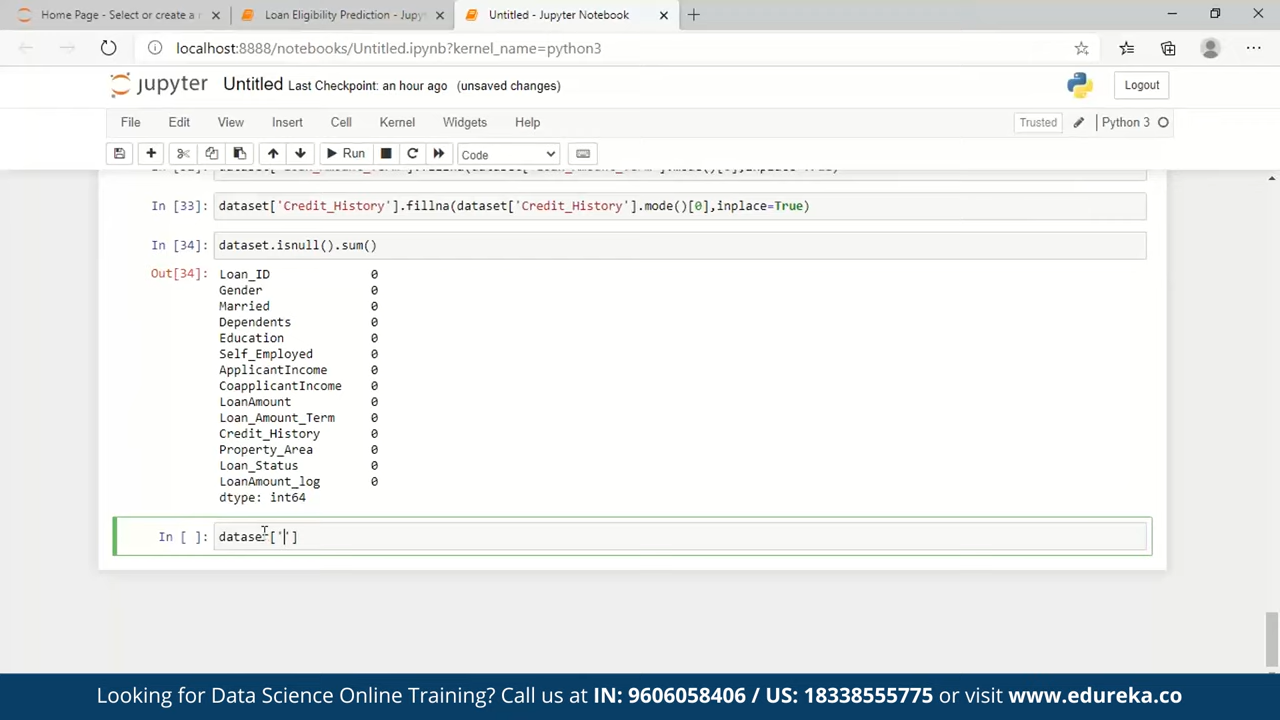 Home Page - Select or create a n
Loan Eligibility Prediction - Jupyt
Untitled - Jupyter Notebook
localhost:8888/notebooks/Untitled.ipynb?kernel_name=python3
jupyter Untitled Last Checkpoint: an hour ago (unsaved changes)
Logout
File Edit View Insert Cell Kernel Widgets Help
Trusted Python 3
Run Code
In [33]: dataset['Credit_History'].fillna(dataset['Credit_History'].mode()[0],inplace=True)
In [34]: dataset.isnull().sum()
Out[34]: Loan_ID 0
Gender 0
Married 0
Dependents 0
Education 0
Self_Employed 0
ApplicantIncome 0
CoapplicantIncome 0
LoanAmount 0
Loan_Amount_Term 0
Credit_History 0
Property_Area 0
Loan_Status 0
LoanAmount_log 0
dtype: int64
In [ ]: dataset['']
Looking for Data Science Online Training? Call us at IN: 9606058406 / US: 18338555775 or visit www.edureka.co